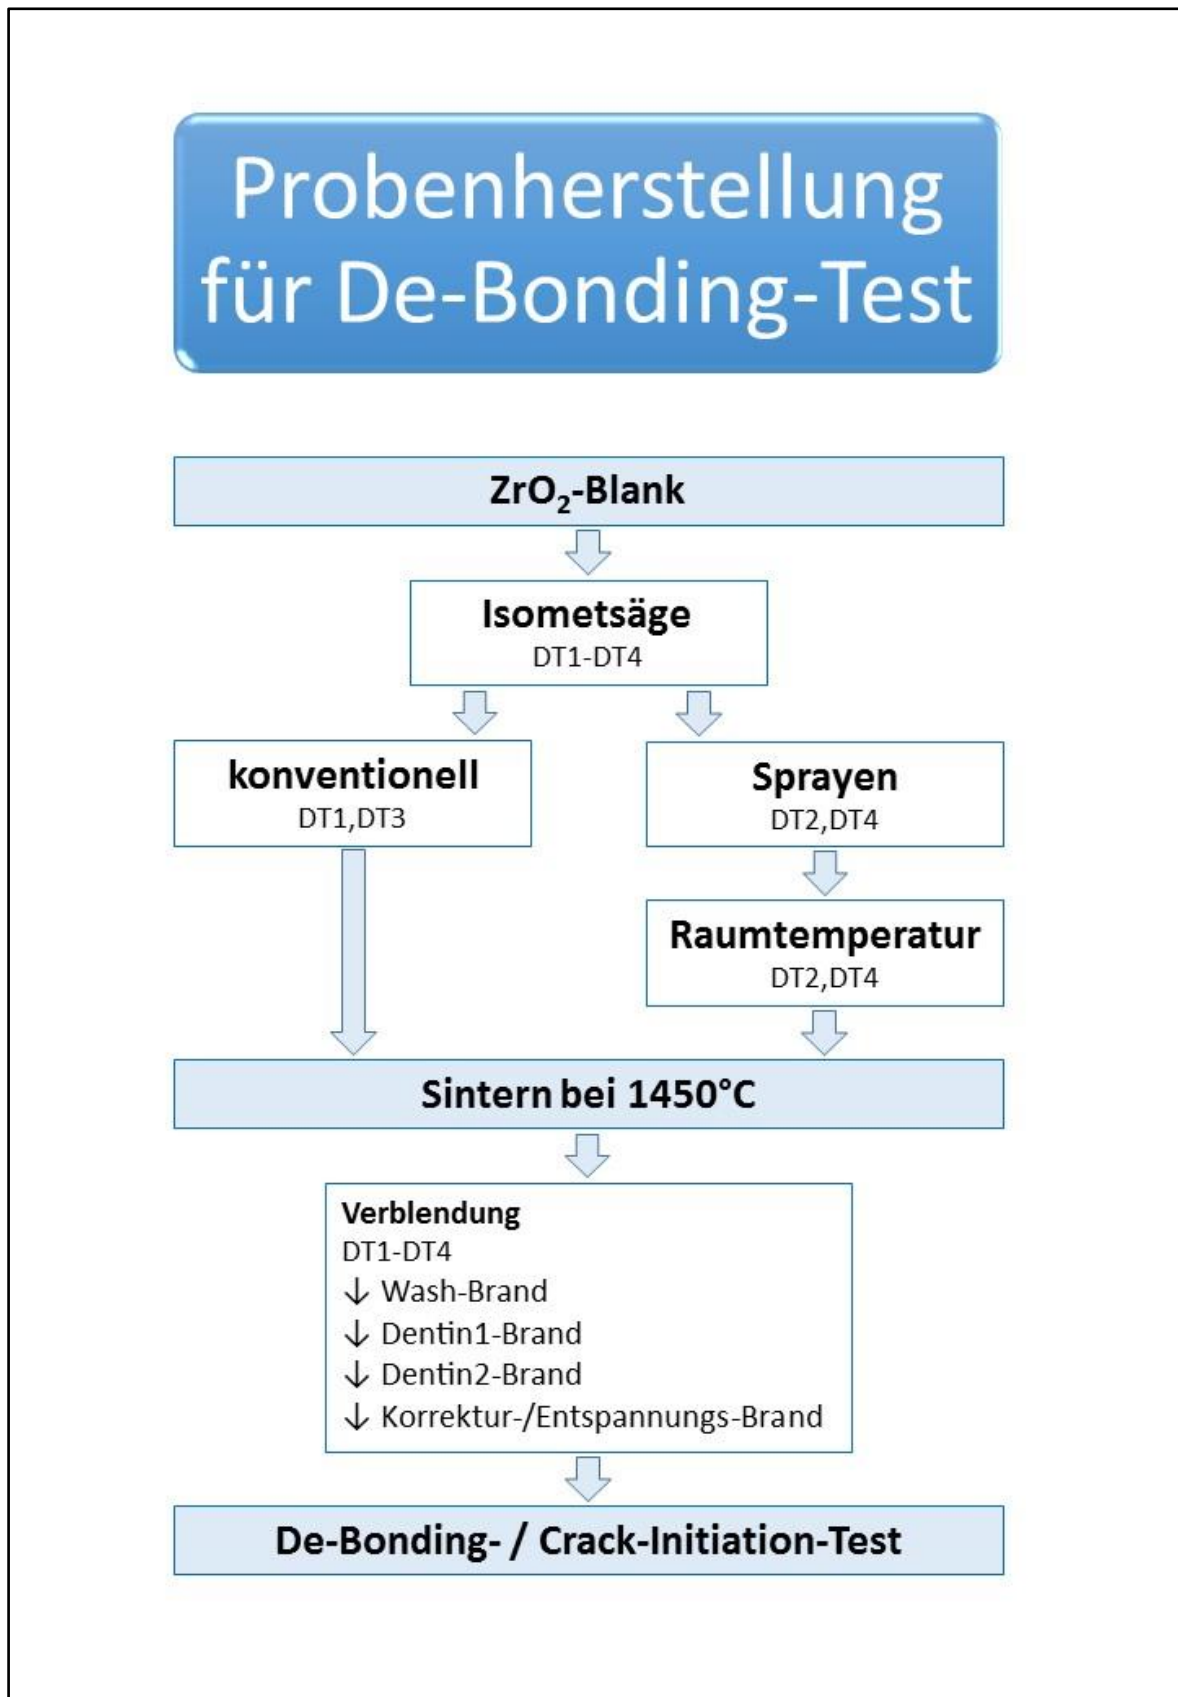 Probenherstellung
für De-Bonding-Test
ZrO₂-Blank
Isometsäge
DT1-DT4
konventionell
DT1,DT3
Sprayen
DT2,DT4
Raumtemperatur
DT2,DT4
Sintern bei 1450°C
Verblendung
DT1-DT4
↓ Wash-Brand
↓ Dentin1-Brand
↓ Dentin2-Brand
↓ Korrektur-/Entspannungs-Brand
De-Bonding- / Crack-Initiation-Test